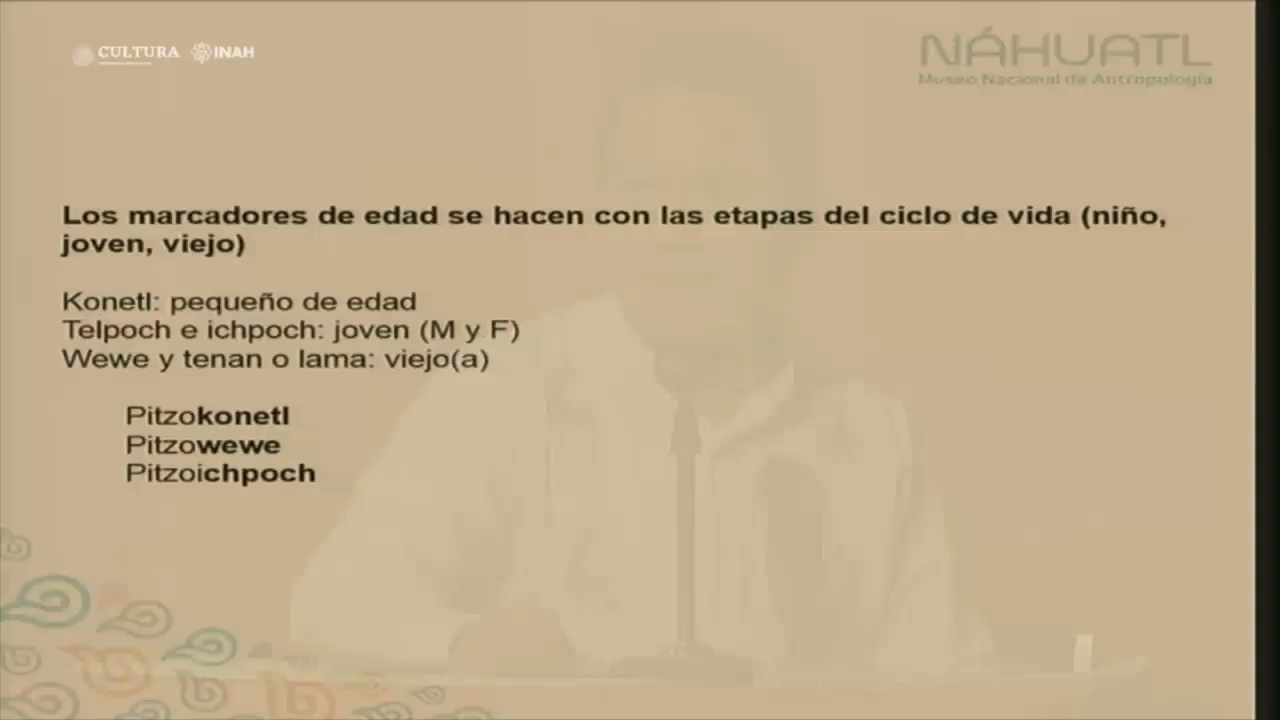 CULTURA INAH
NÁHUATL
Museo Nacional de Antropología
Los marcadores de edad se hacen con las etapas del ciclo de vida (niño,
joven, viejo)
Konetl: pequeño de edad
Telpoch e ichpoch: joven (M y F)
Wewe y tenan o lama: viejo(a)
Pitzokonetl
Pitzowewe
Pitzoichpoch